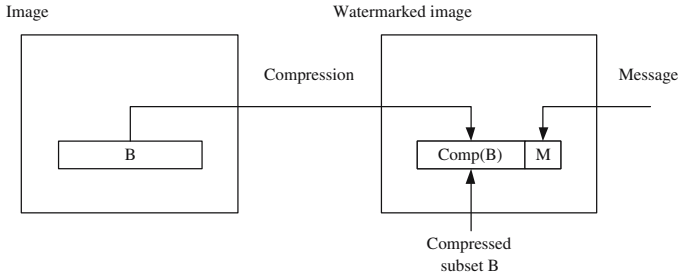 Image
Watermarked image
Compression
Message
B
Comp(B)
M
Compressed
subset B